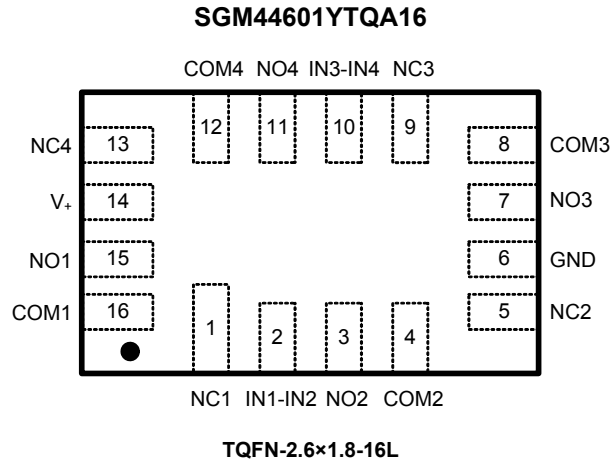 SGM44601YTQA16
COM4 NO4 IN3-IN4 NC3
12 11 10 9
NC4 13 8 COM3
V+ 14 7 NO3
NO1 15 6 GND
COM1 16 5 NC2
1 2 3 4
NC1 IN1-IN2 NO2 COM2
TQFN-2.6×1.8-16L